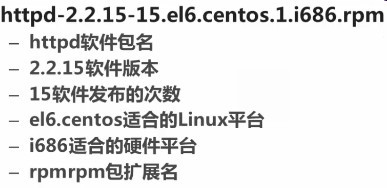 httpd-2.2.15-15.el6.centos.1.i686.rpm
– httpd软件包名
– 2.2.15软件版本
– 15软件发布的次数
– el6.centos适合的Linux平台
– i686适合的硬件平台
– rpmrpm包扩展名